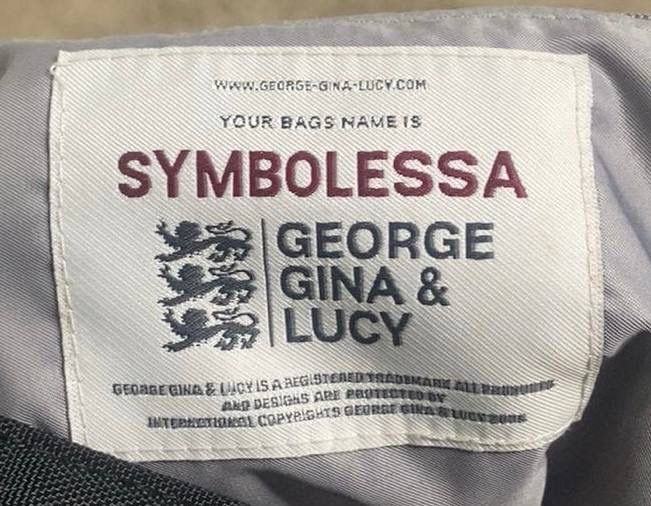 WWW.GEORGE-GINA-LUCY.COM
YOUR BAGS NAME IS
SYMBOLESSA
GEORGE
GINA &
LUCY
GEORGE GINA & LUCY IS A REGISTERED TRADEMARK ALL
AND DESIGNS ARE PROTECTED BY
INTERNATIONAL COPYRIGHTS GEORGE GINA & LUCY